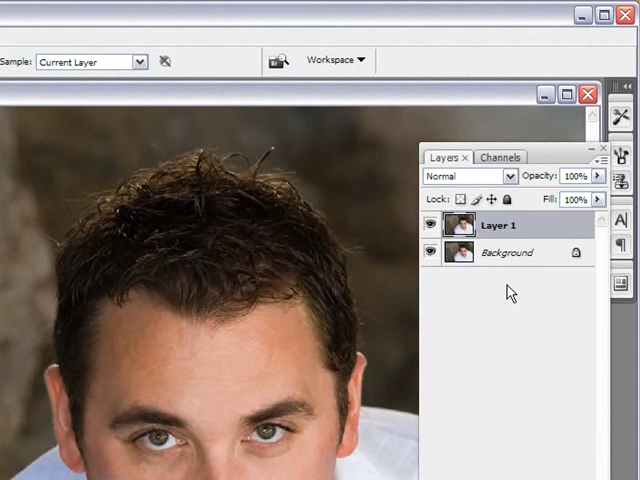 Sample: Current Layer Workspace
Layers x Channels
Normal Opacity: 100%
Lock: Fill: 100%
Layer 1
Background
A